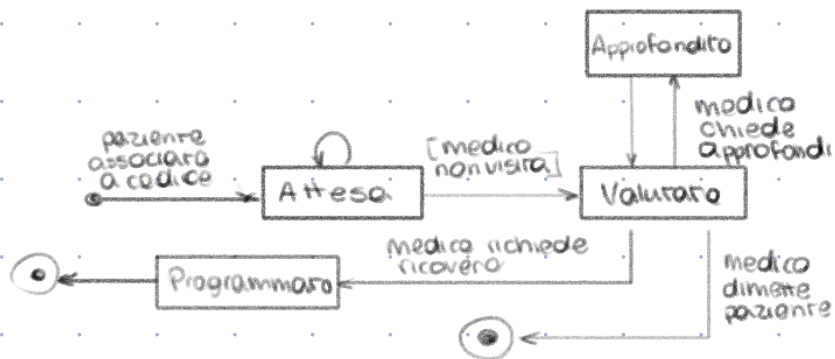 Approfondito
medico
chiede
approfondi
paziente
associato
a codice
Attesa
[medico
non visita]
Valutato
medico richiede
ricovero
Programmato
medico
dimette
paziente